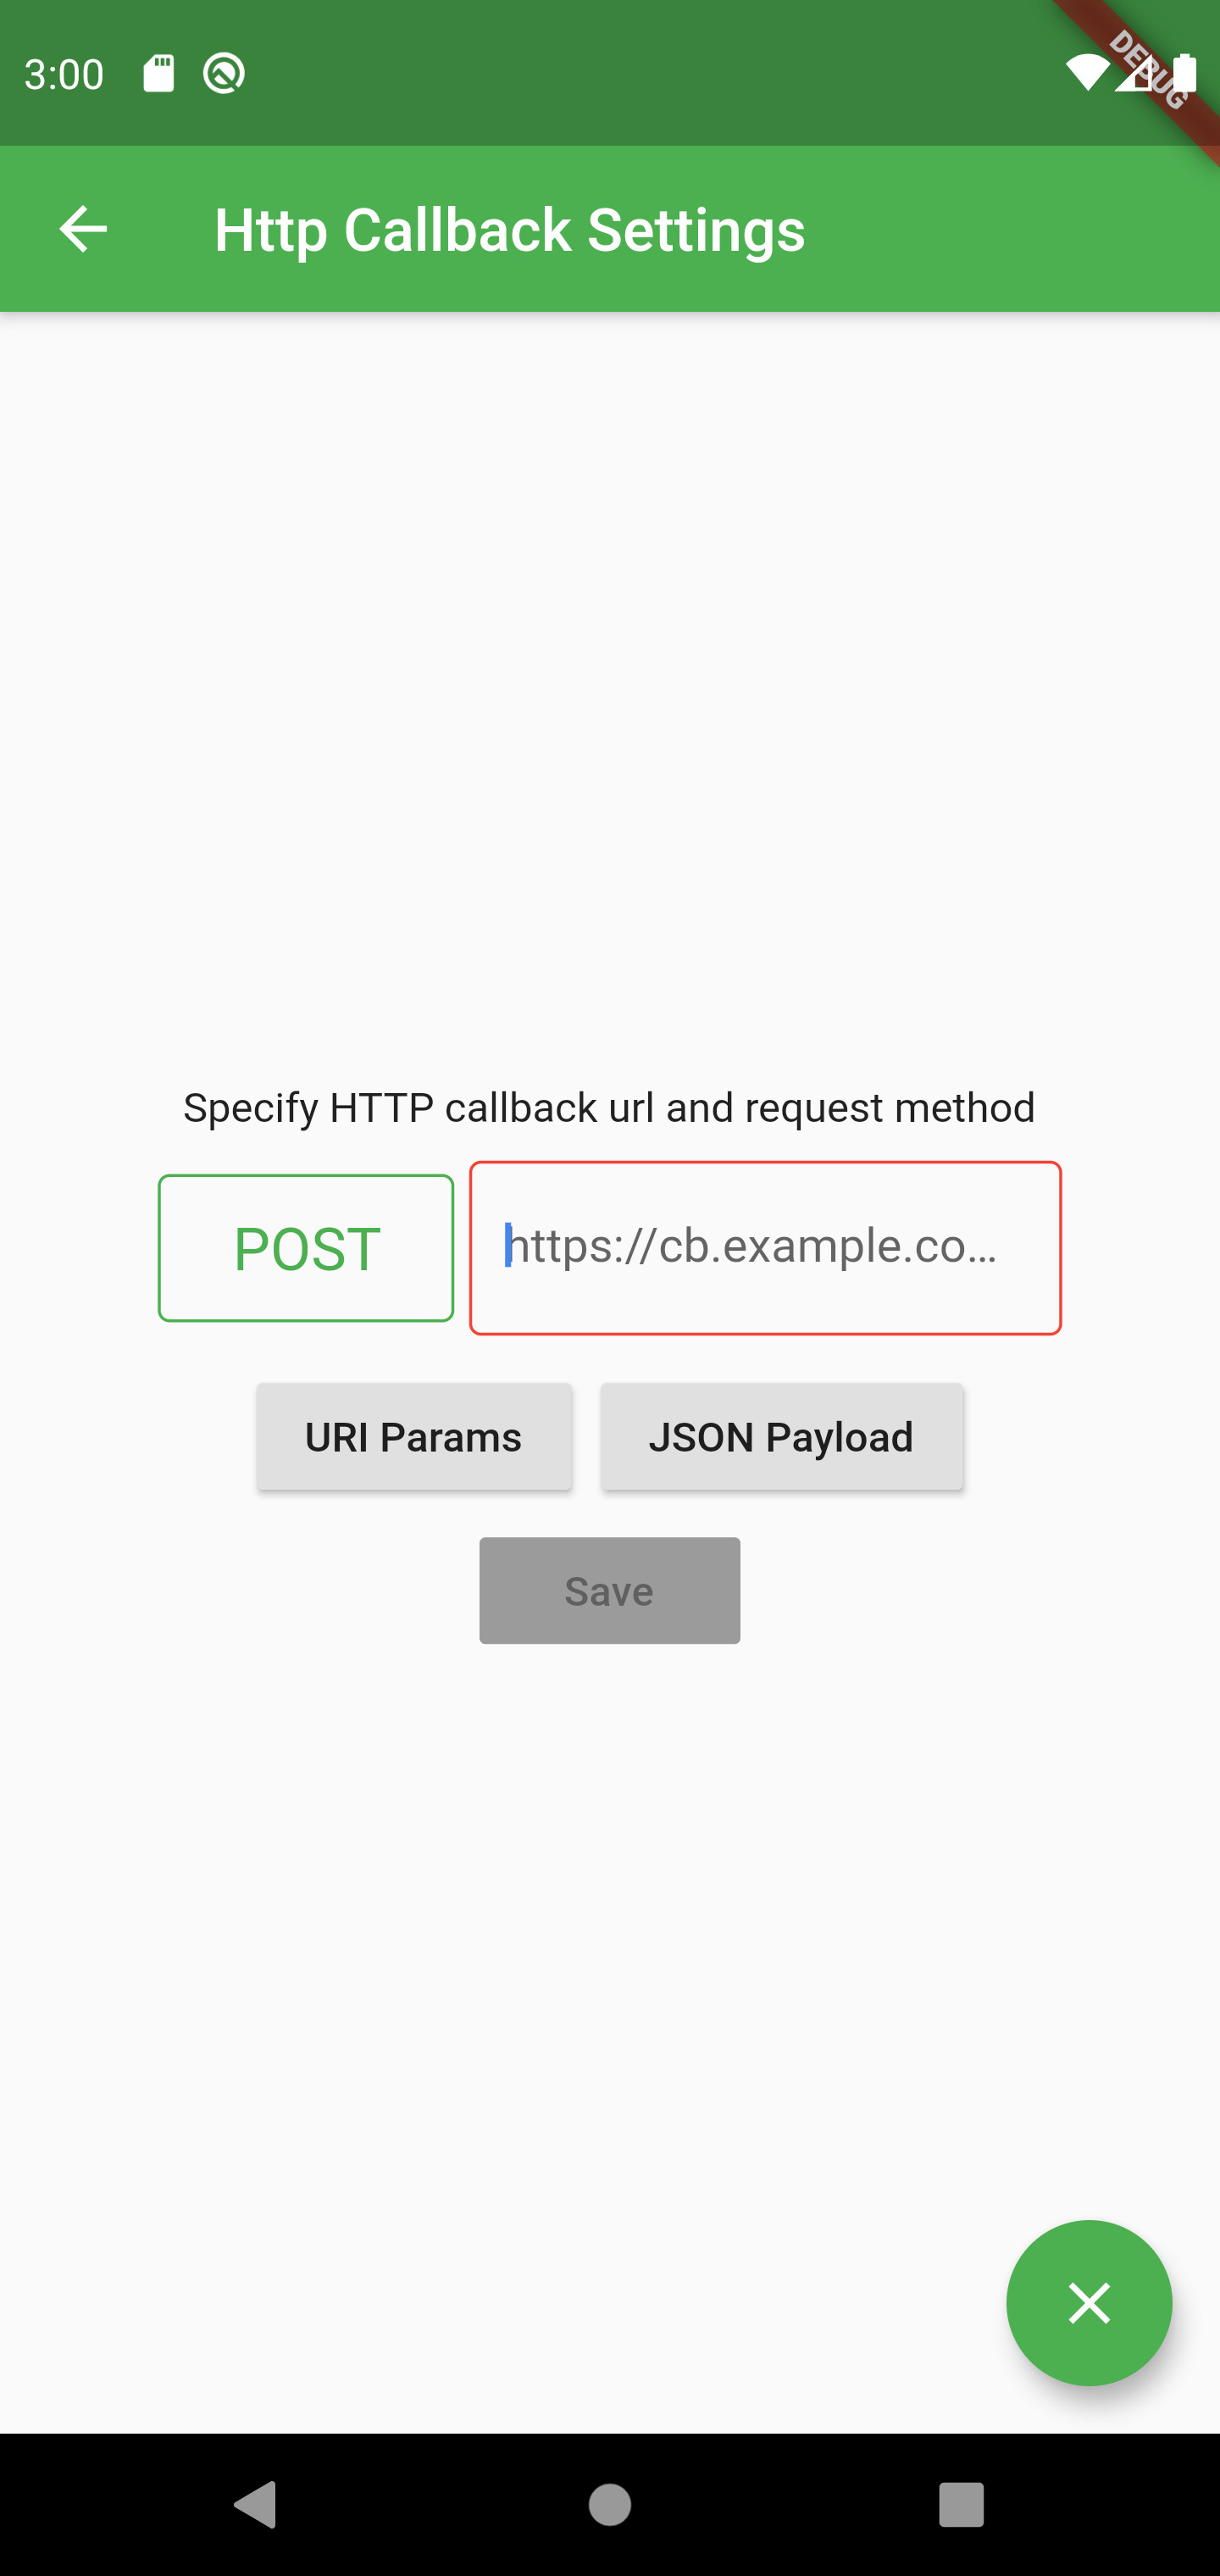 3:00
DEBUG
Http Callback Settings
Specify HTTP callback url and request method
POST
https://cb.example.co…
URI Params
JSON Payload
Save